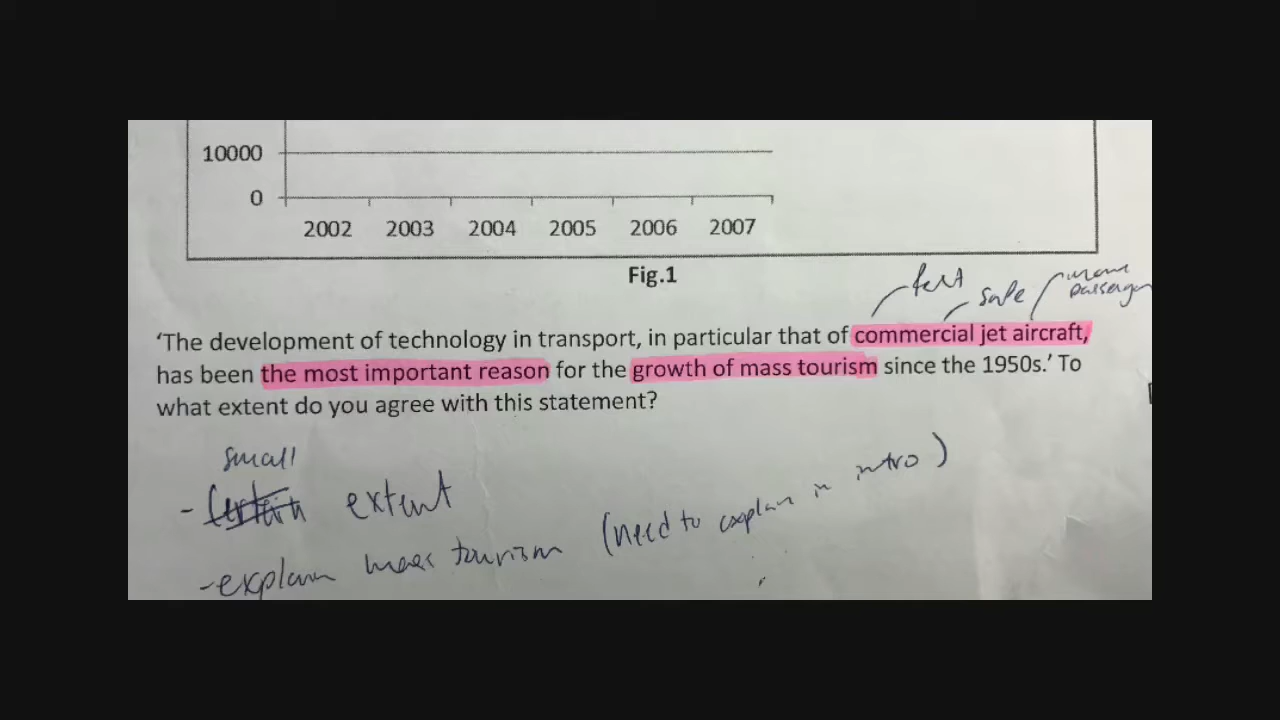 10000
0
2002 2003 2004 2005 2006 2007
Fig.1
fast
safe
more
passenger
‘The development of technology in transport, in particular that of commercial jet aircraft,
has been the most important reason for the growth of mass tourism since the 1950s.’ To
what extent do you agree with this statement?
small
- Certain extent
- explain mass tourism (need to explain in intro)